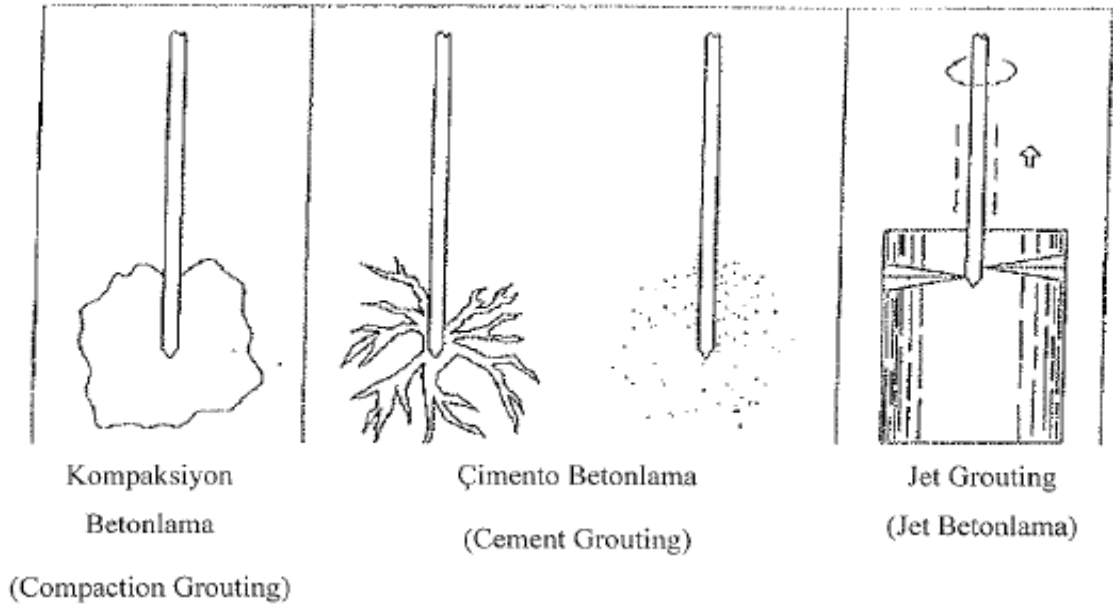 Kompaksiyon
Betonlama
(Compaction Grouting)
Çimento Betonlama
(Cement Grouting)
Jet Grouting
(Jet Betonlama)